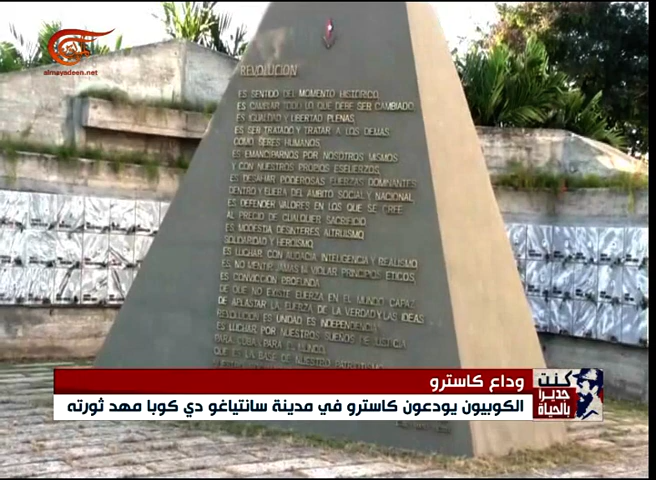 الميادين
almayadeen.net
REVOLUCION
ES SENTIDO DEL MOMENTO HISTORICO,
ES CAMBIAR TODO LO QUE DEBE SER CAMBIADO,
ES IGUALDAD Y LIBERTAD PLENAS,
ES SER TRATADO Y TRATAR A LOS DEMAS
COMO SERES HUMANOS,
ES EMANCIPARNOS POR NOSOTROS MISMOS
Y CON NUESTROS PROPIOS ESFUERZOS,
ES DESAFIAR PODEROSAS FUERZAS DOMINANTES
DENTRO Y FUERA DEL AMBITO SOCIAL Y NACIONAL
ES DEFENDER VALORES EN LOS QUE SE CREE
AL PRECIO DE CUALQUIER SACRIFICIO
ES MODESTIA, DESINTERES, ALTRUISMO,
SOLIDARIDAD Y HEROISMO,
ES LUCHAR CON AUDACIA INTELIGENCIA Y REALISMO
ES NO MENTIR JAMAS NI VIOLAR PRINCIPIOS ETICOS,
ES CONVICCION PROFUNDA
DE QUE NO EXISTE FUERZA EN EL MUNDO CAPAZ
DE APLASTAR LA FUERZA DE LA VERDAD Y LAS IDEAS
REVOLUCION ES UNIDAD ES INDEPENDENCIA
ES LUCHAR POR NUESTROS SUEÑOS DE JUSTICIA
PARA CUBA PARA EL MUNDO,
QUE ES LA BASE DE NUESTRO PATRIOTISMO
وداع كاسترو
الكوبيون يودعون كاسترو في مدينة سانتياغو دي كوبا مهد ثورته
كنت
جديراً
بالحياة